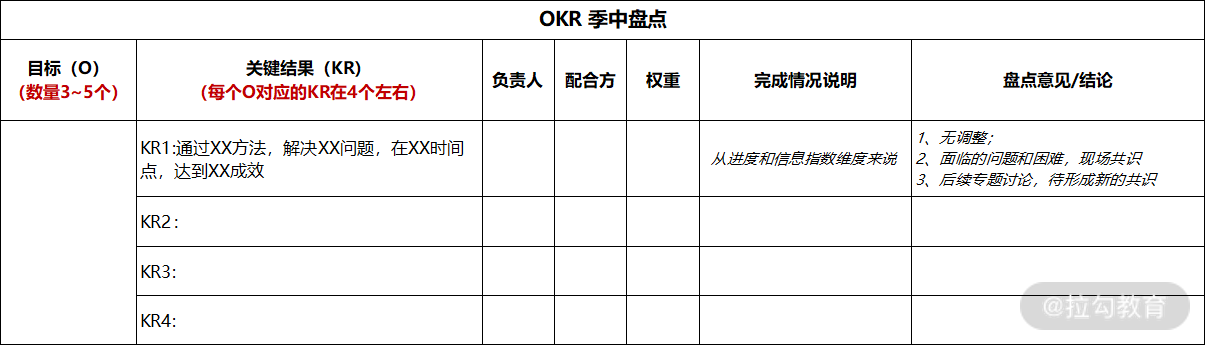 OKR 季中盘点
目标（O）
（数量3~5个）
关键结果（KR）
（每个O对应的KR在4个左右）
负责人
配合方
权重
完成情况说明
盘点意见/结论
KR1:通过XX方法，解决XX问题，在XX时间
点，达到XX成效
从进度和信息指数维度来说
1、无调整；
2、面临的问题和困难，现场共识
3、后续专题讨论，待形成新的共识
KR2：
KR3:
KR4:
@拉勾教育